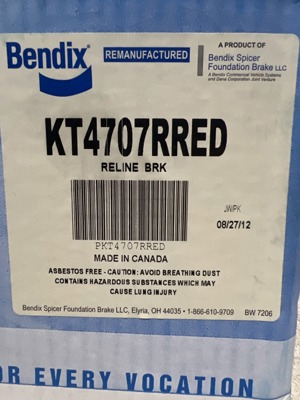 Bendix
REMANUFACTURED
A PRODUCT OF
Bendix Spicer
Foundation Brake LLC
A Bendix Commercial Vehicle Systems
and Dana Corporation Joint Venture
KT4707RRED
RELINE BRK
JWPK
08/27/12
PKT4707RRED
MADE IN CANADA
ASBESTOS FREE - CAUTION: AVOID BREATHING DUST
CONTAINS HAZARDOUS SUBSTANCES WHICH MAY
CAUSE LUNG INJURY
Bendix Spicer Foundation Brake LLC, Elyria, OH 44035 • 1-866-610-9709 BW 7206
OR EVERY VOCATION